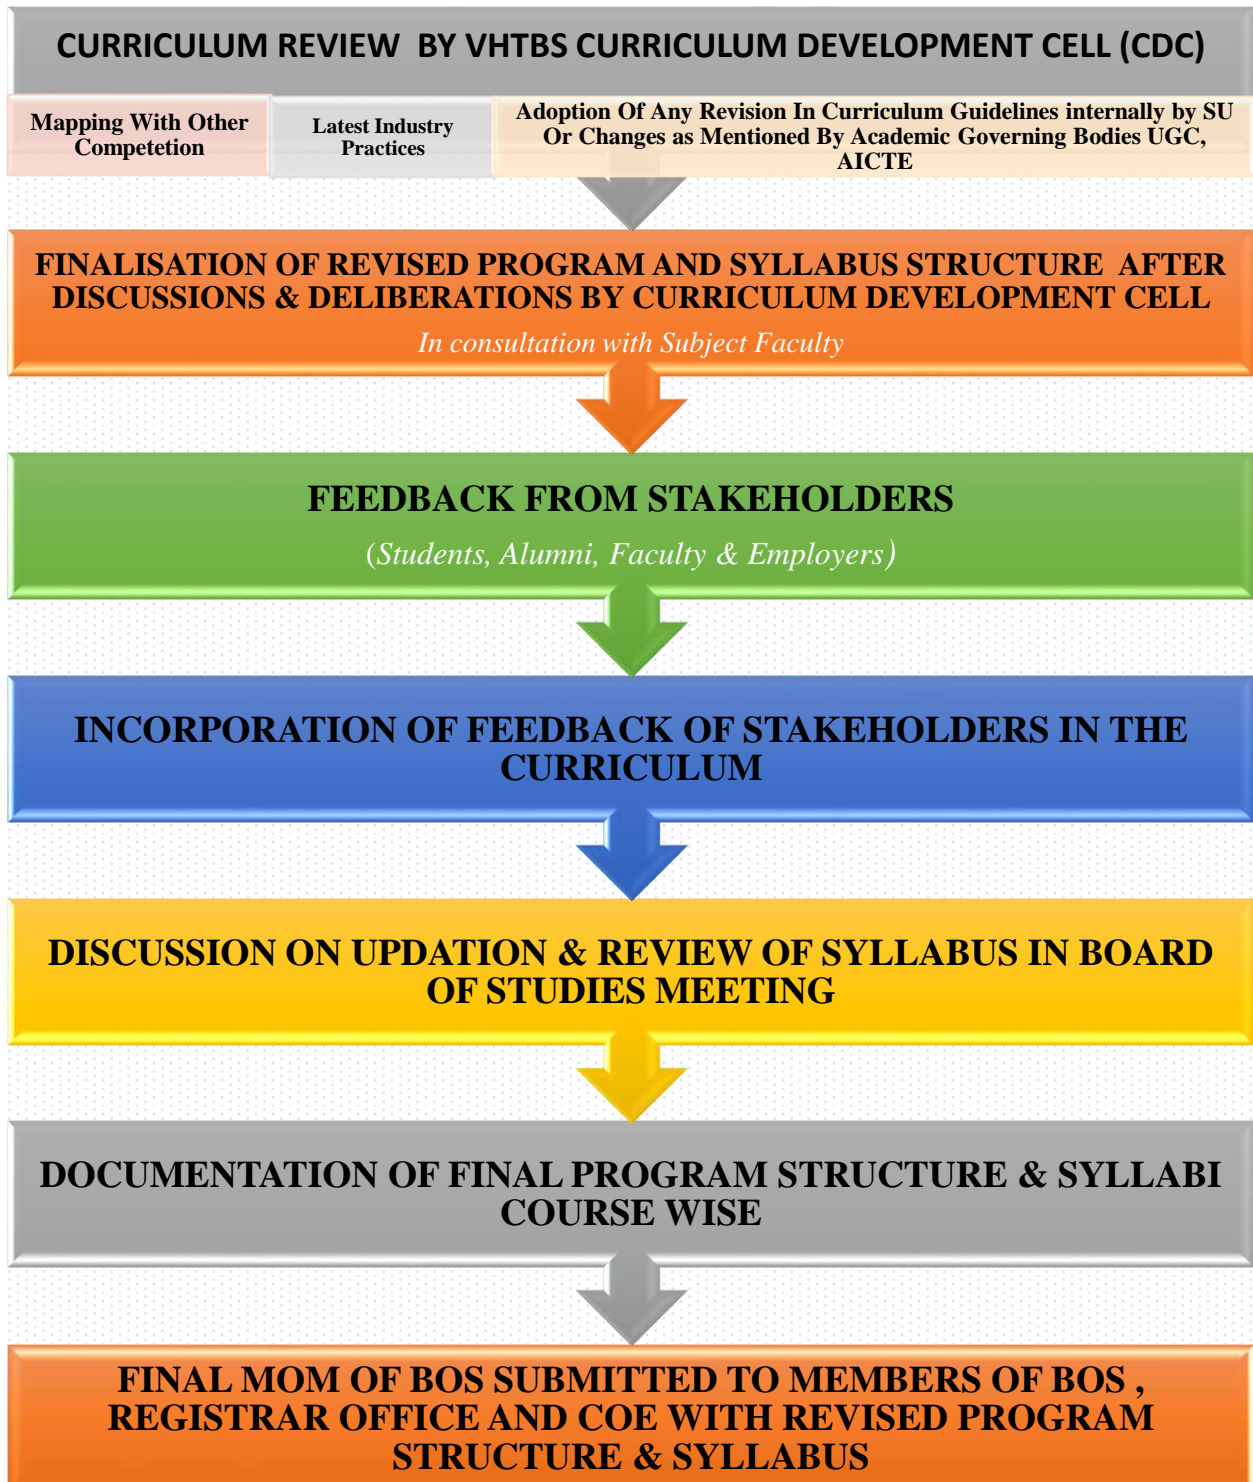 CURRICULUM REVIEW BY VHTBS CURRICULUM DEVELOPMENT CELL (CDC)
Mapping With Other
Competetion
Latest Industry
Practices
Adoption Of Any Revision In Curriculum Guidelines internally by SU
Or Changes as Mentioned By Academic Governing Bodies UGC,
AICTE
FINALISATION OF REVISED PROGRAM AND SYLLABUS STRUCTURE AFTER
DISCUSSIONS & DELIBERATIONS BY CURRICULUM DEVELOPMENT CELL
In consultation with Subject Faculty
FEEDBACK FROM STAKEHOLDERS
(Students, Alumni, Faculty & Employers)
INCORPORATION OF FEEDBACK OF STAKEHOLDERS IN THE
CURRICULUM
DISCUSSION ON UPDATION & REVIEW OF SYLLABUS IN BOARD
OF STUDIES MEETING
DOCUMENTATION OF FINAL PROGRAM STRUCTURE & SYLLABI
COURSE WISE
FINAL MOM OF BOS SUBMITTED TO MEMBERS OF BOS ,
REGISTRAR OFFICE AND COE WITH REVISED PROGRAM
STRUCTURE & SYLLABUS